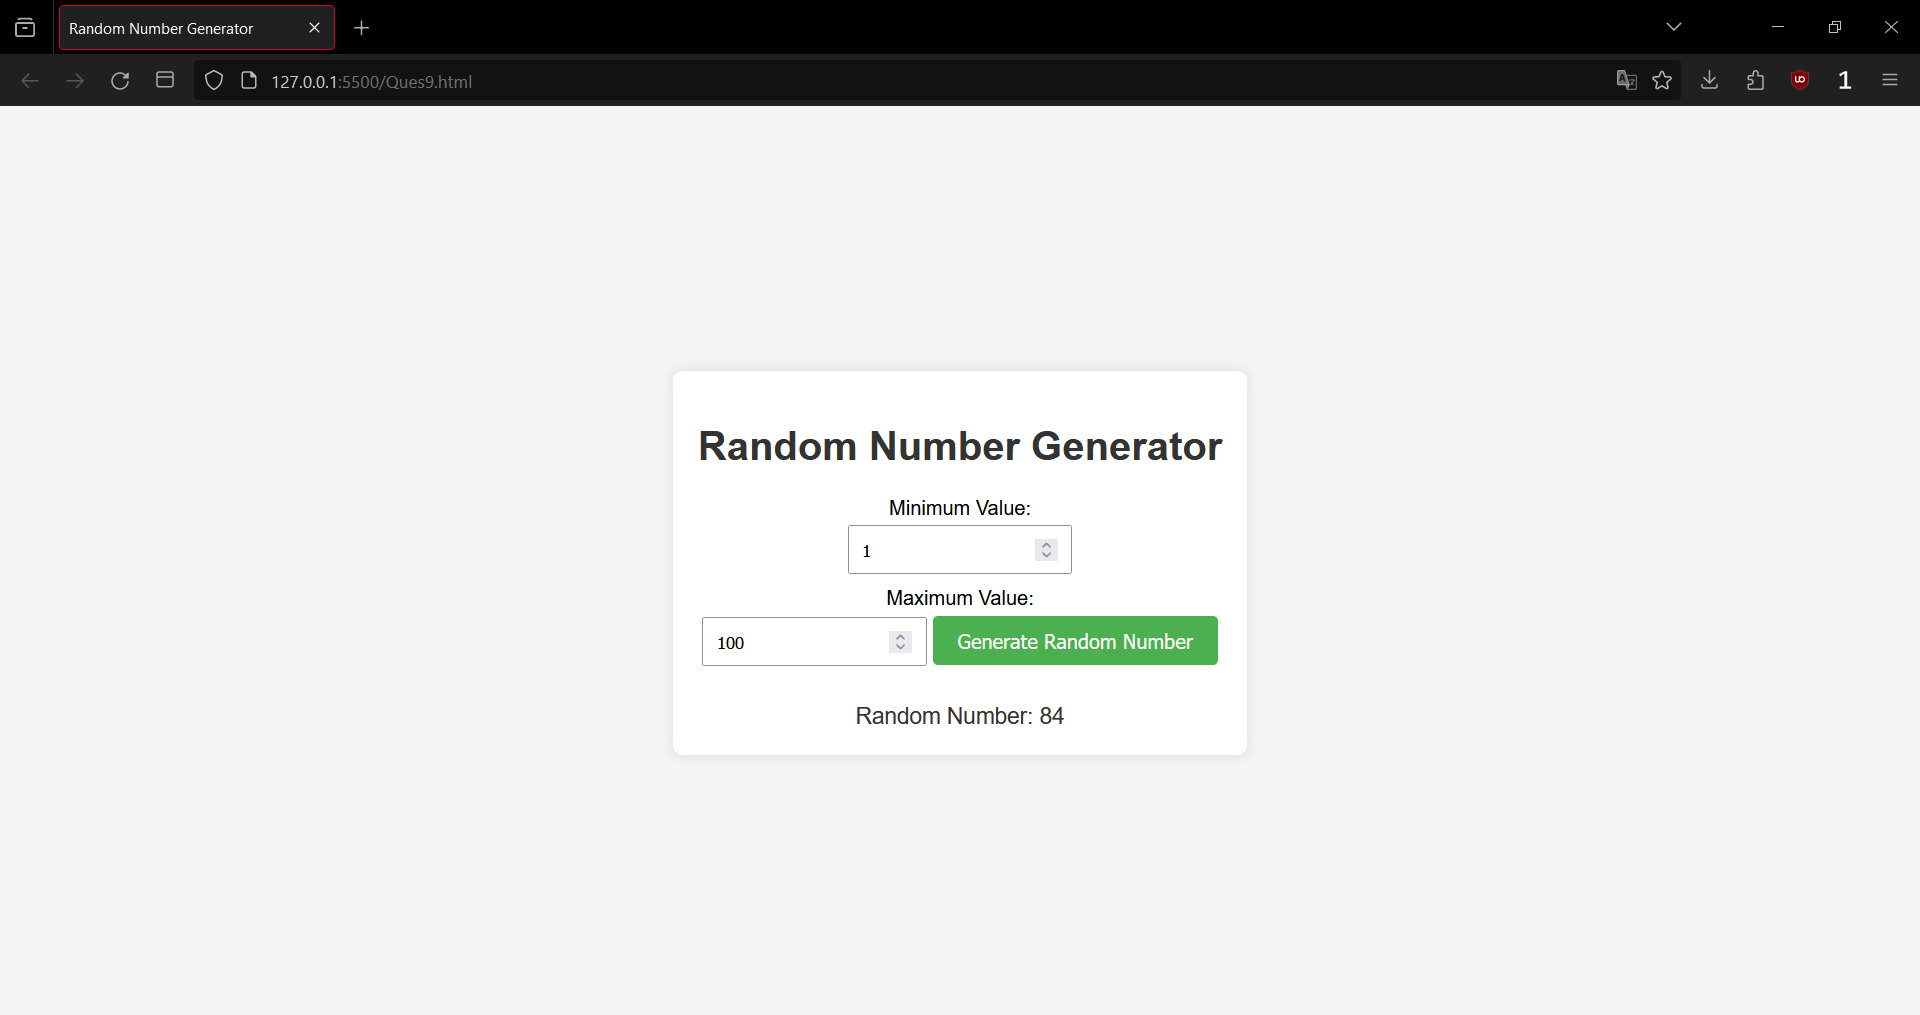 Random Number Generator
127.0.0.1:5500/Ques9.html
1
Random Number Generator
Minimum Value:
1
Maximum Value:
100 Generate Random Number
Random Number: 84